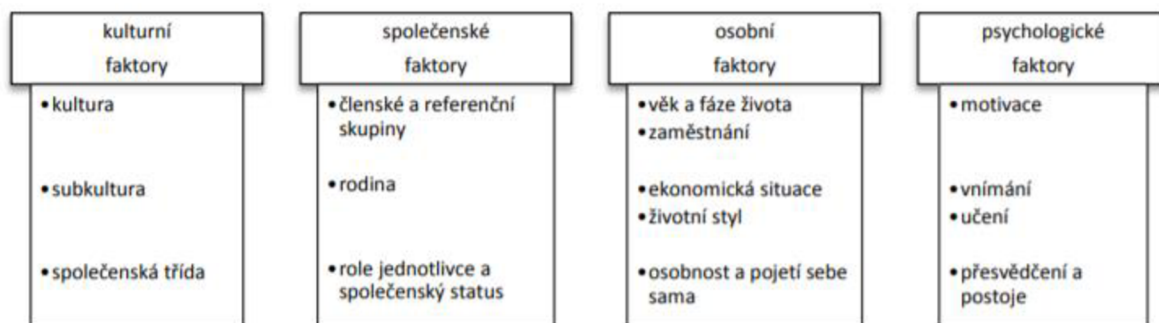 kulturní
faktory
•kultura
•subkultura
•společenská třída
společenské
faktory
•členské a referenční
skupiny
•rodina
•role jednotlivce a
společenský status
osobní
faktory
•věk a fáze života
•zaměstnání
•ekonomická situace
•životní styl
•osobnost a pojetí sebe
sama
psychologické
faktory
•motivace
•vnímání
•učení
•přesvědčení a
postoje